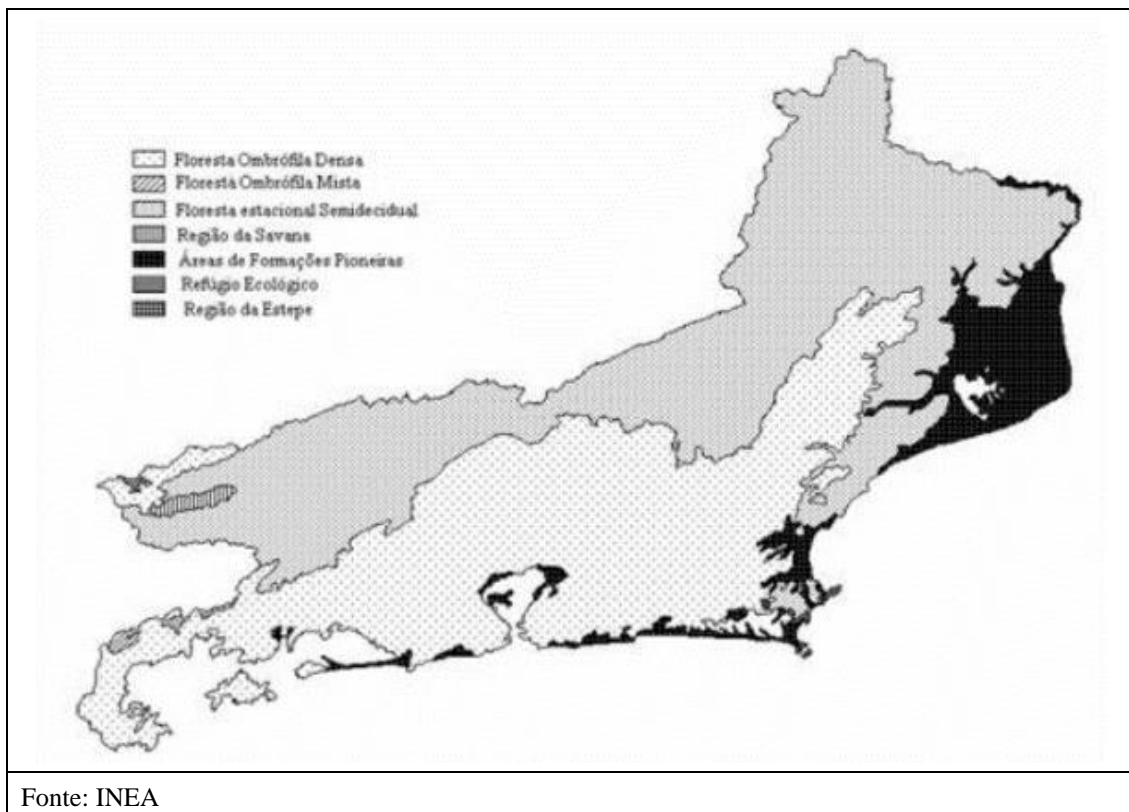 Floresta Ombrófila Densa
Floresta Ombrófila Mista
Floresta estacional Semidecidual
Região da Savana
Áreas de Formações Pioneiras
Refúgio Ecológico
Região da Estepe
Fonte: INEA